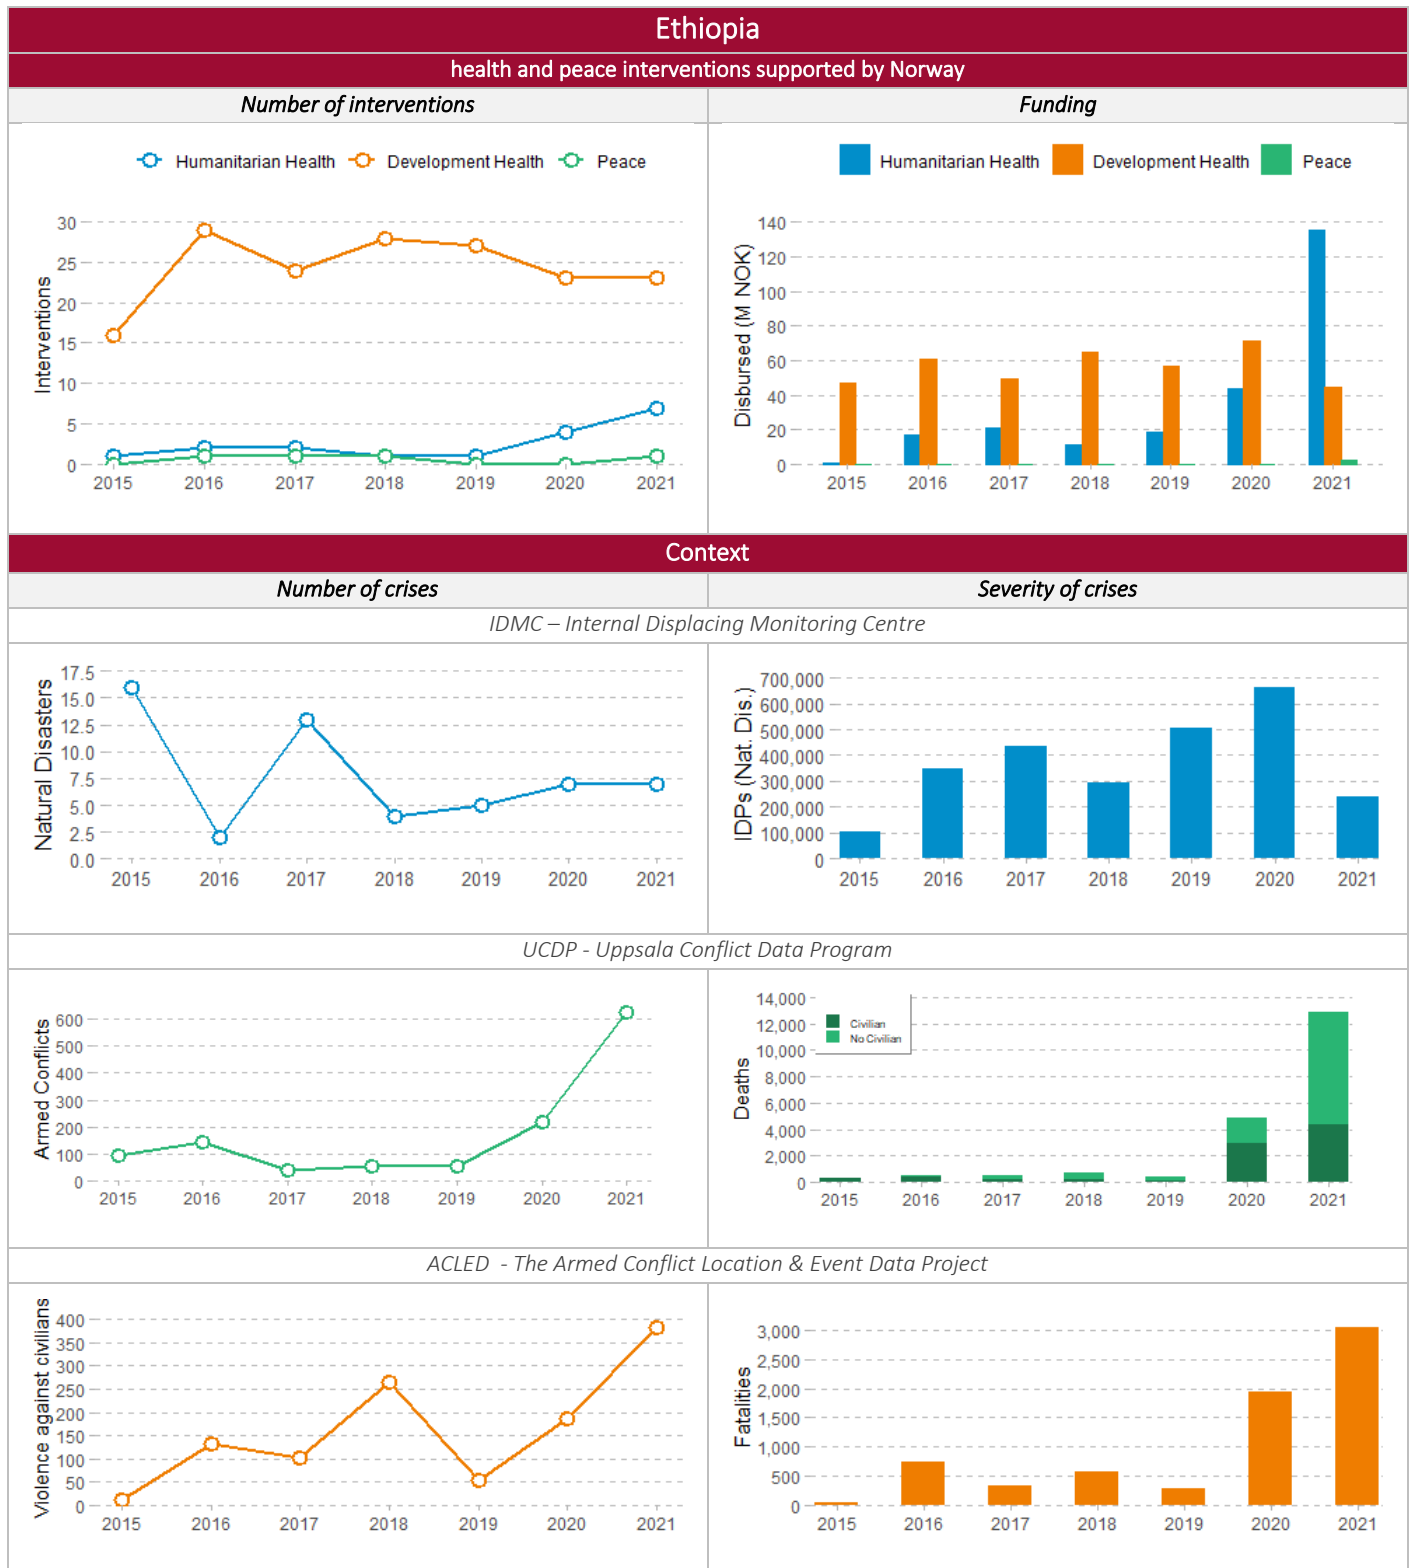 Ethiopia
health and peace interventions supported by Norway
Number of interventions
Funding
Humanitarian Health Development Health Peace
Interventions
30
25
20
15
10
5
0
2015 2016 2017 2018 2019 2020 2021
Humanitarian Health Development Health Peace
Disbursed (M NOK)
140
120
100
80
60
40
20
0
2015 2016 2017 2018 2019 2020 2021
Context
Number of crises
Severity of crises
IDMC – Internal Displacing Monitoring Centre
Natural Disasters
17.5
15.0
12.5
10.0
7.5
5.0
2.5
0.0
2015 2016 2017 2018 2019 2020 2021
IDPs (Nat. Dis.)
700,000
600,000
500,000
400,000
300,000
200,000
100,000
0
2015 2016 2017 2018 2019 2020 2021
UCDP - Uppsala Conflict Data Program
Armed Conflicts
600
500
400
300
200
100
0
2015 2016 2017 2018 2019 2020 2021
Deaths
14,000
12,000
10,000
8,000
6,000
4,000
2,000
0
Civilian
No Civilian
2015 2016 2017 2018 2019 2020 2021
ACLED - The Armed Conflict Location & Event Data Project
Violence against civilians
400
350
300
250
200
150
100
50
0
2015 2016 2017 2018 2019 2020 2021
Fatalities
3,000
2,500
2,000
1,500
1,000
500
0
2015 2016 2017 2018 2019 2020 2021